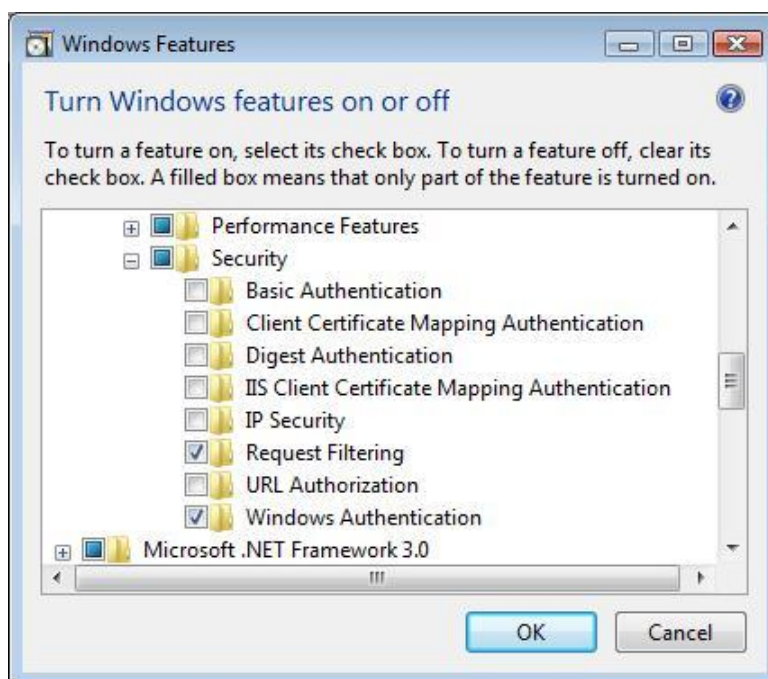 Windows Features
Turn Windows features on or off
To turn a feature on, select its check box. To turn a feature off, clear its
check box. A filled box means that only part of the feature is turned on.
Performance Features
Security
Basic Authentication
Client Certificate Mapping Authentication
Digest Authentication
IIS Client Certificate Mapping Authentication
IP Security
Request Filtering
URL Authorization
Windows Authentication
Microsoft .NET Framework 3.0
OK Cancel